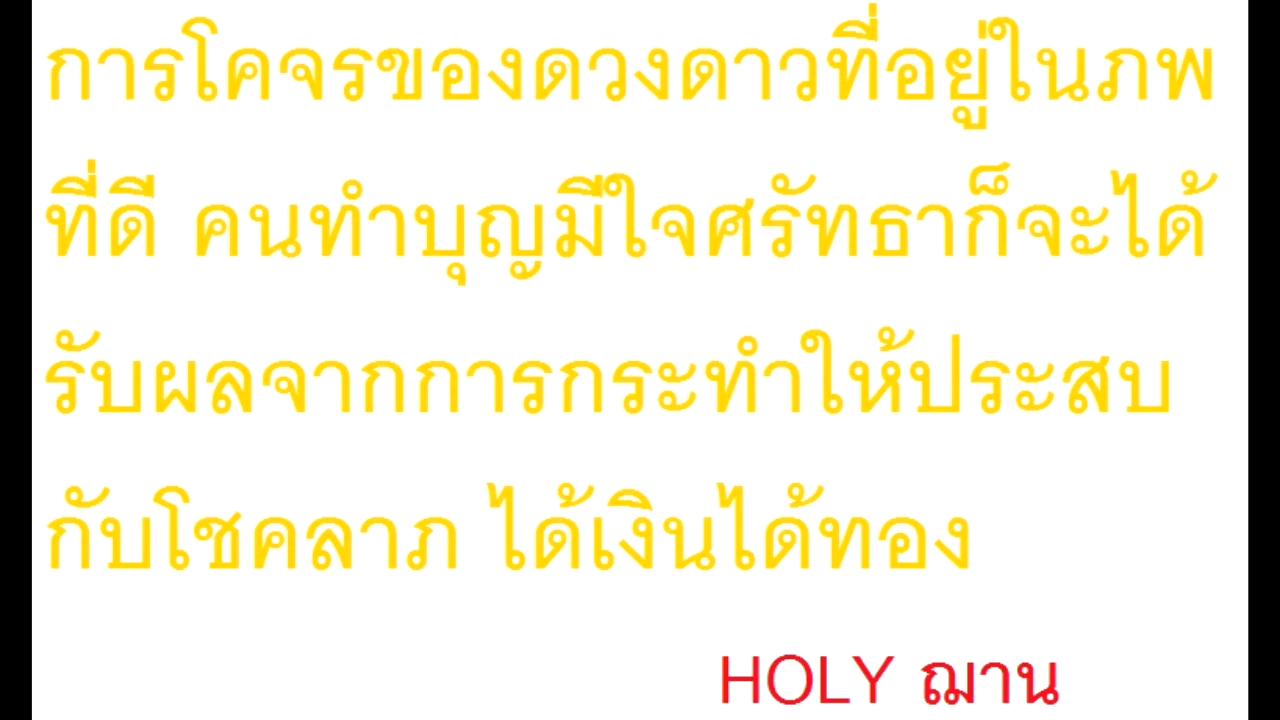 การโคจรของดวงดาวที่อยู่ในภพ
ที่ดี คนทำบุญมีใจศรัทธาก็จะได้
รับผลจากการกระทำให้ประสบ
กับโชคลาภ ได้เงินได้ทอง
HOLY ฌาน